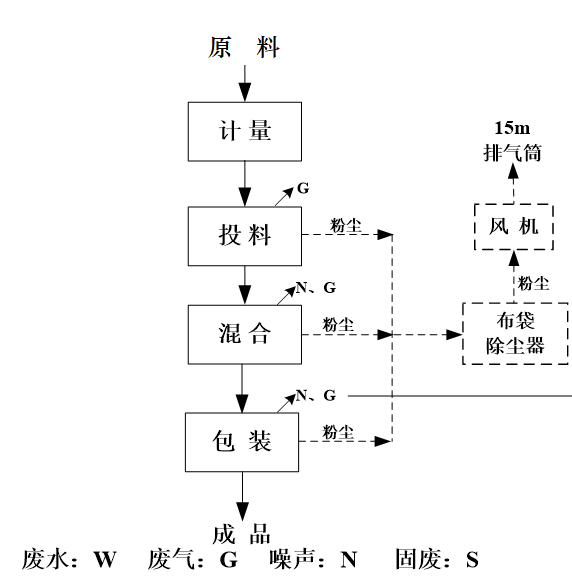 原 料
计 量
15m
排气筒
G
投 料
粉尘
风 机
N、G
粉尘
混 合
粉尘
布袋
除尘器
N、G
包 装
粉尘
成 品
废水：W 废气：G 噪声：N 固废：S